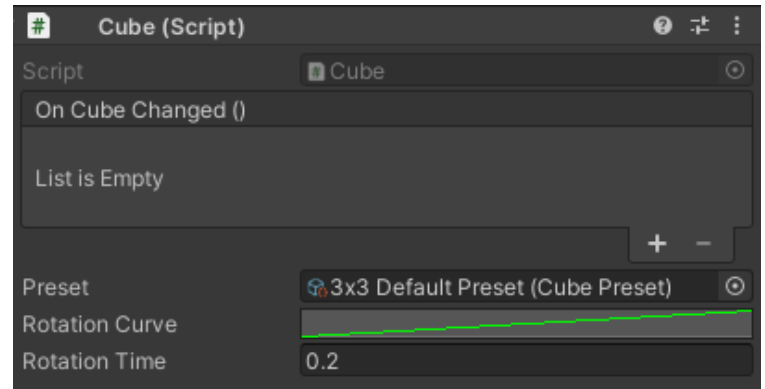 # Cube (Script)
Script # Cube
On Cube Changed ()
List is Empty
+ −
Preset 3x3 Default Preset (Cube Preset)
Rotation Curve
Rotation Time 0.2